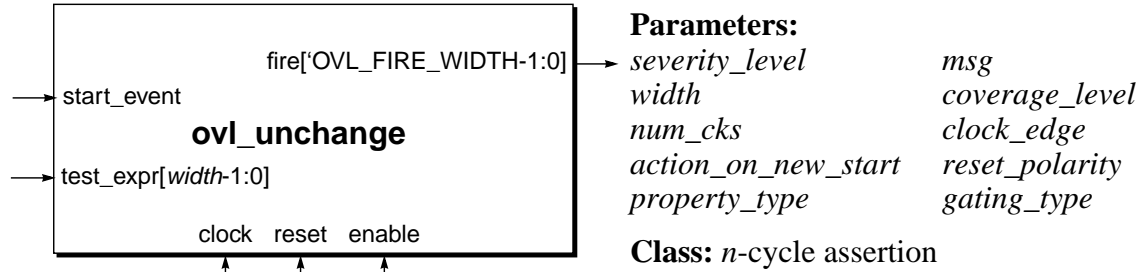 fire['OVL_FIRE_WIDTH-1:0]
start_event
ovl_unchange
test_expr[width-1:0]
clock reset enable
Parameters:
severity_level msg
width coverage_level
num_cks clock_edge
action_on_new_start reset_polarity
property_type gating_type
Class: n-cycle assertion